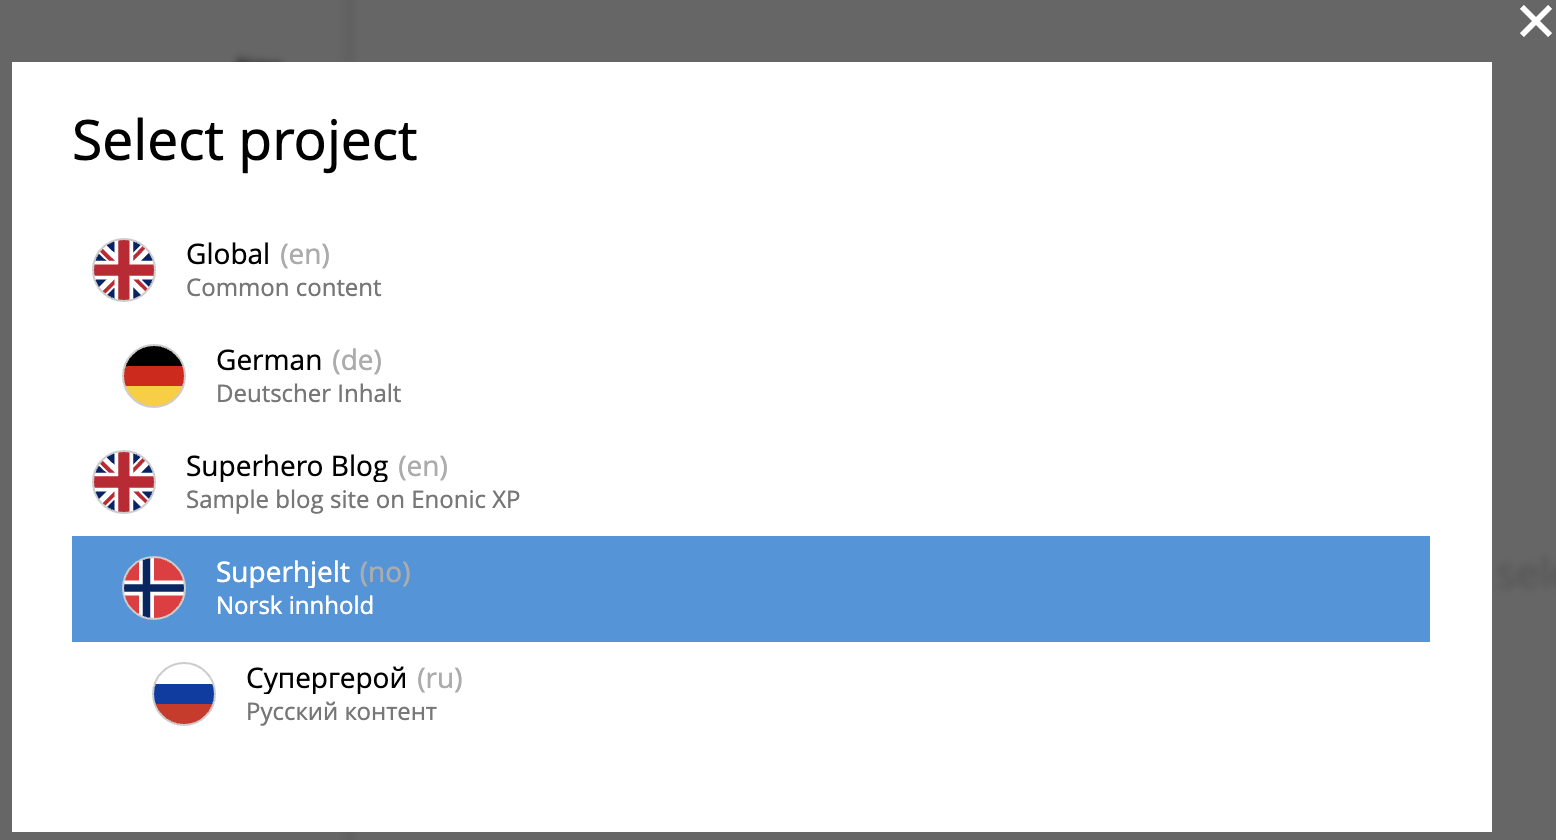 Select project
Global (en)
Common content
German (de)
Deutscher Inhalt
Superhero Blog (en)
Sample blog site on Enonic XP
Superhjelt (no)
Norsk innhold
Супергерой (ru)
Русский контент